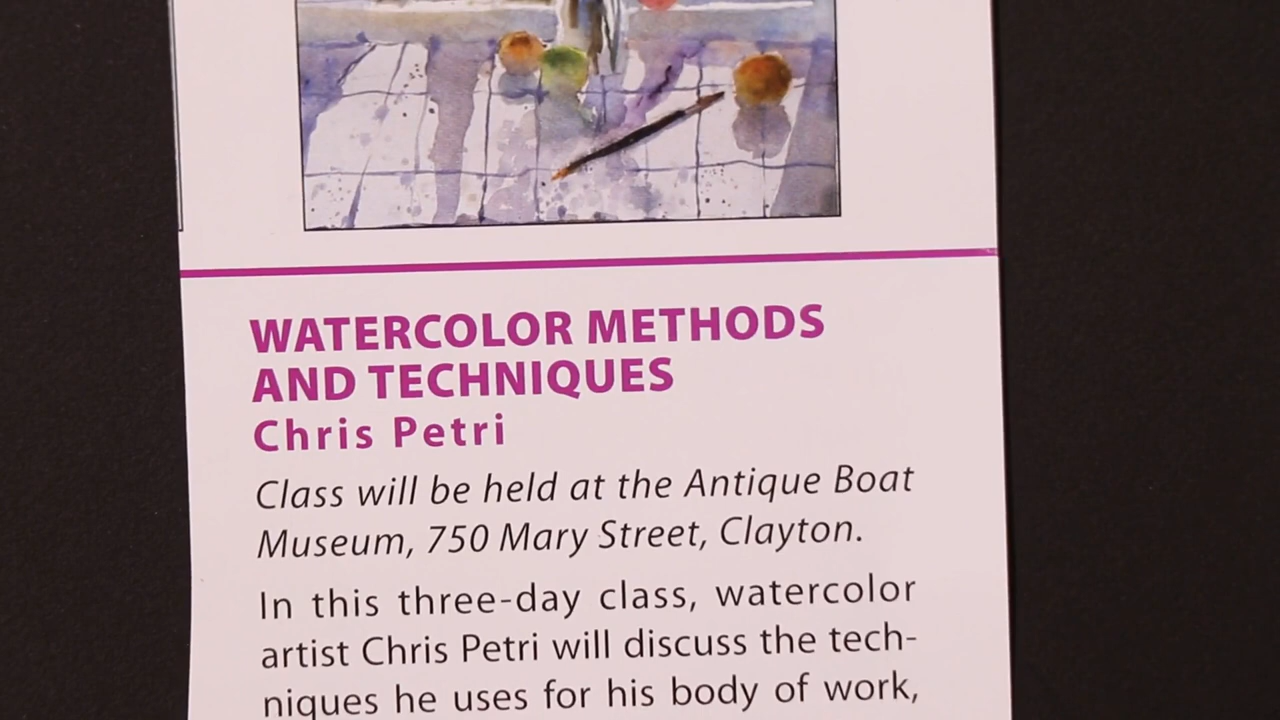 WATERCOLOR METHODS
AND TECHNIQUES
Chris Petri
Class will be held at the Antique Boat
Museum, 750 Mary Street, Clayton.
In this three-day class, watercolor
artist Chris Petri will discuss the tech-
niques he uses for his body of work,